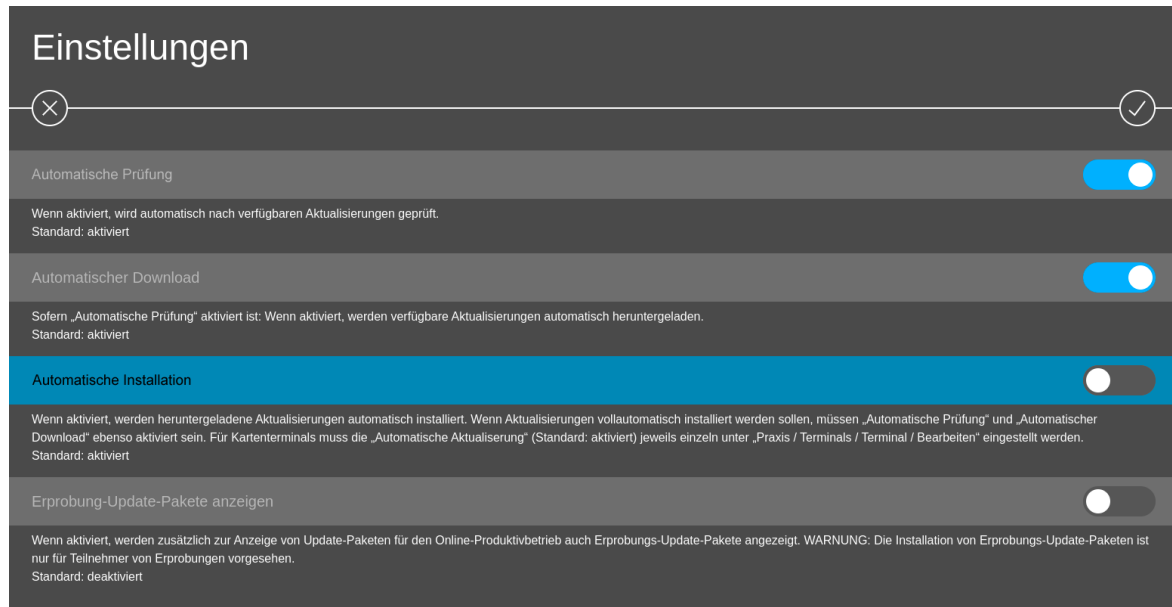 Einstellungen
Automatische Prüfung
Wenn aktiviert, wird automatisch nach verfügbaren Aktualisierungen geprüft.
Standard: aktiviert
Automatischer Download
Sofern „Automatische Prüfung“ aktiviert ist: Wenn aktiviert, werden verfügbare Aktualisierungen automatisch heruntergeladen.
Standard: aktiviert
Automatische Installation
Wenn aktiviert, werden heruntergeladene Aktualisierungen automatisch installiert. Wenn Aktualisierungen vollautomatisch installiert werden sollen, müssen „Automatische Prüfung“ und „Automatischer
Download“ ebenso aktiviert sein. Für Kartenterminals muss die „Automatische Aktualiserung“ (Standard: aktiviert) jeweils einzeln unter „Praxis / Terminals / Terminal / Bearbeiten“ eingestellt werden.
Standard: aktiviert
Erprobung-Update-Pakete anzeigen
Wenn aktiviert, werden zusätzlich zur Anzeige von Update-Paketen für den Online-Produktivbetrieb auch Erprobungs-Update-Pakete angezeigt. WARNUNG: Die Installation von Erprobungs-Update-Paketen ist
nur für Teilnehmer von Erprobungen vorgesehen.
Standard: deaktiviert